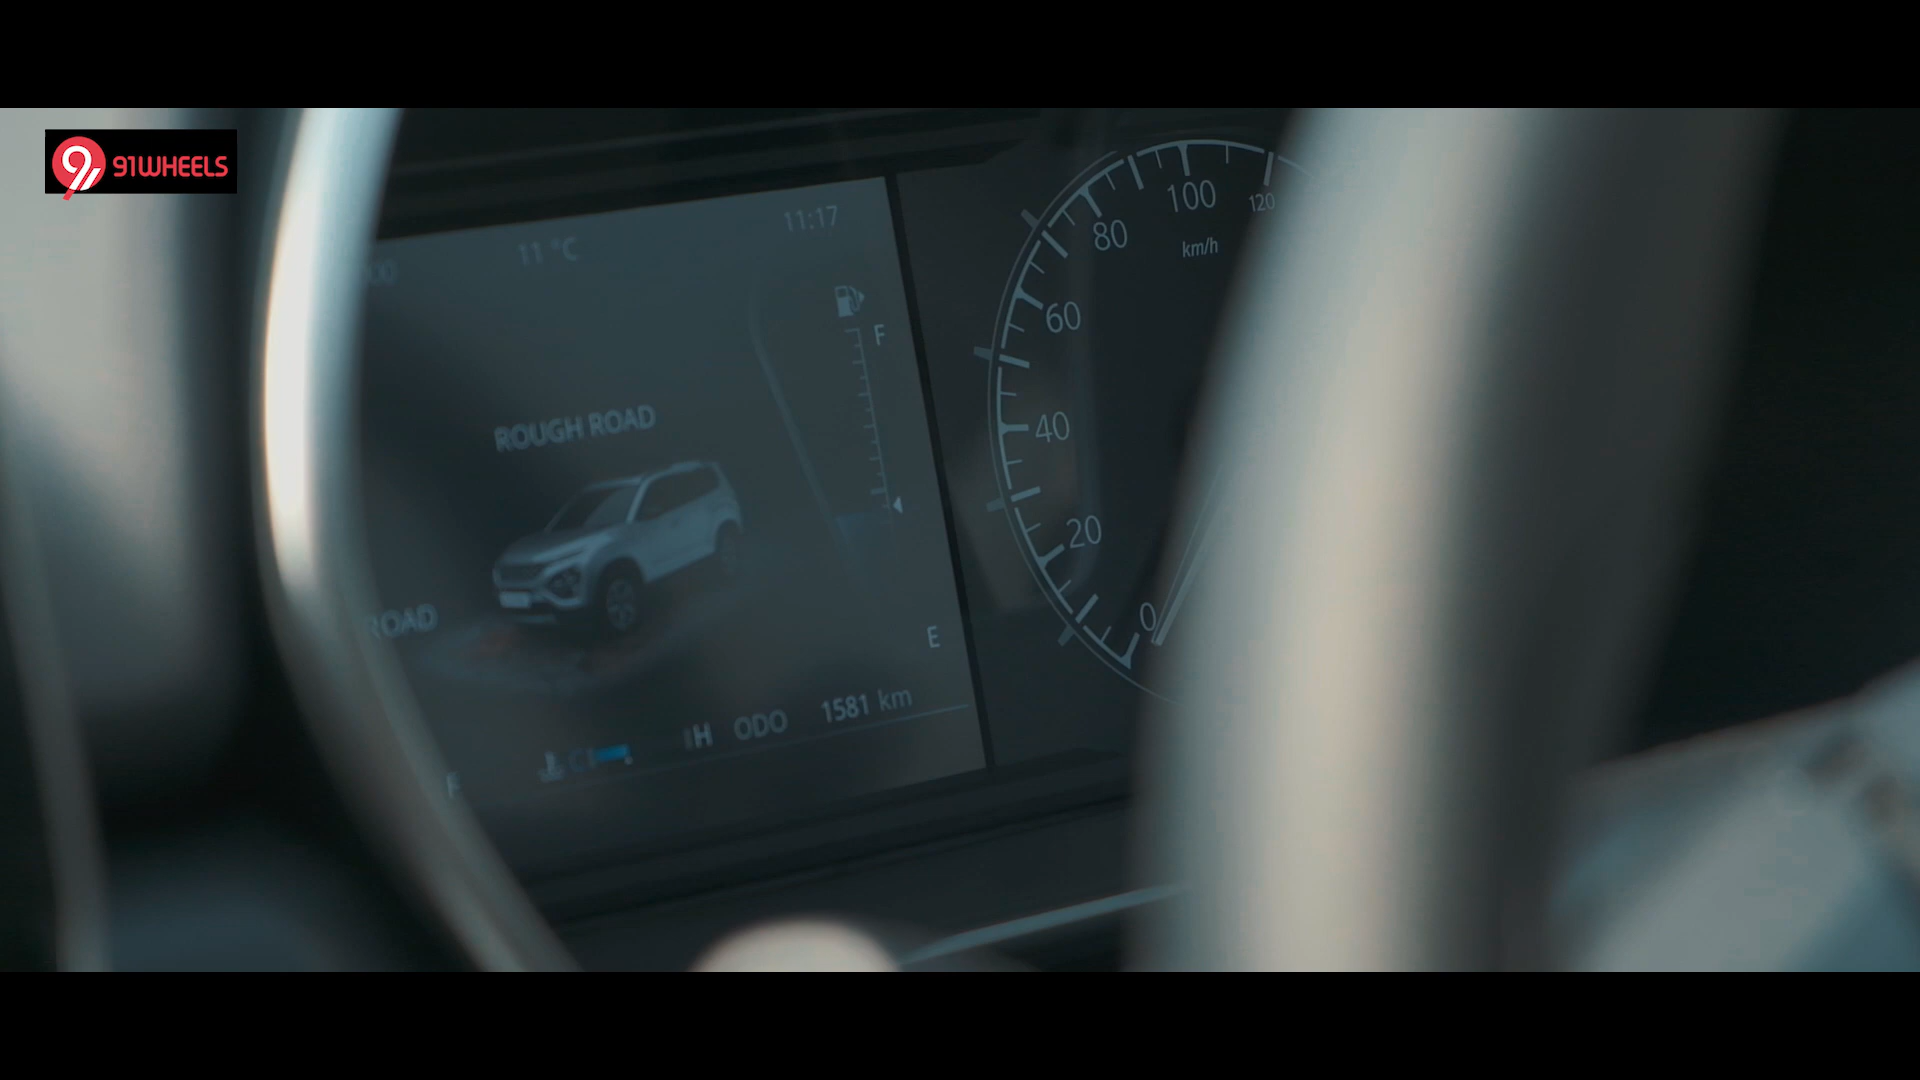 91WHEELS
11 °C
11:17
F
ROUGH ROAD
ROAD
E
H ODO 1581 km
100
120
80
km/h
60
40
20
0